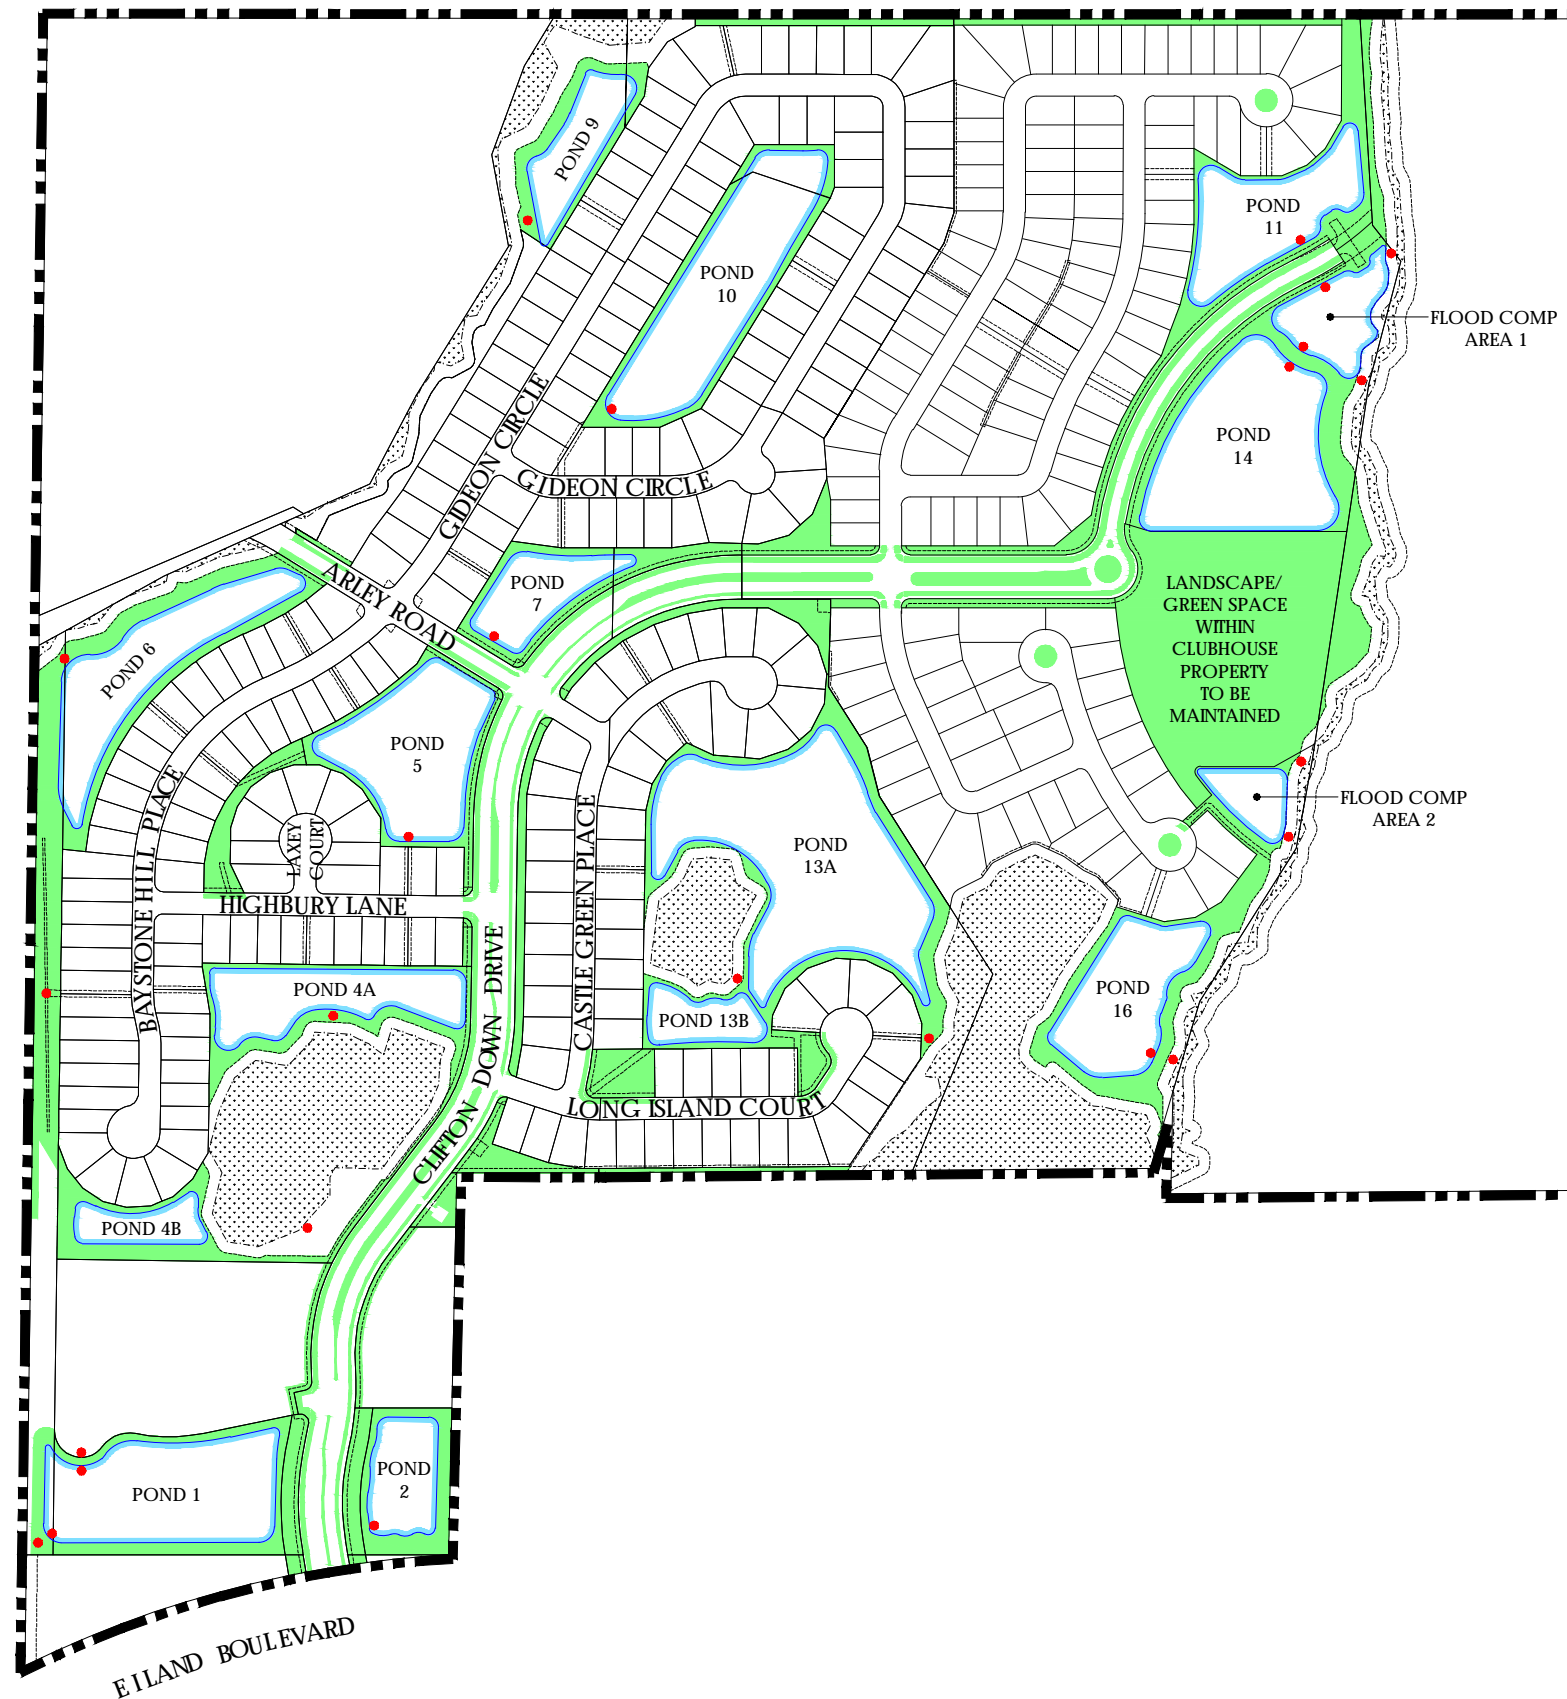 POND 9
POND
11
POND
10
FLOOD COMP
AREA 1
GIDEON CIRCLE
POND
14
GIDEON CIRCLE
ARLEY ROAD
POND
7
LANDSCAPE/
GREEN SPACE
WITHIN
CLUBHOUSE
PROPERTY
TO BE
MAINTAINED
POND 6
POND
5
FLOOD COMP
AREA 2
BAYSTONE HILL PLACE
LAXEY
COURT
CASTLE GREEN PLACE
POND
13A
HIGHBURY LANE
CLIFTON DOWN DRIVE
POND 4A
POND
16
POND 13B
LONG ISLAND COURT
POND 4B
POND 1
POND
2
EILAND BOULEVARD